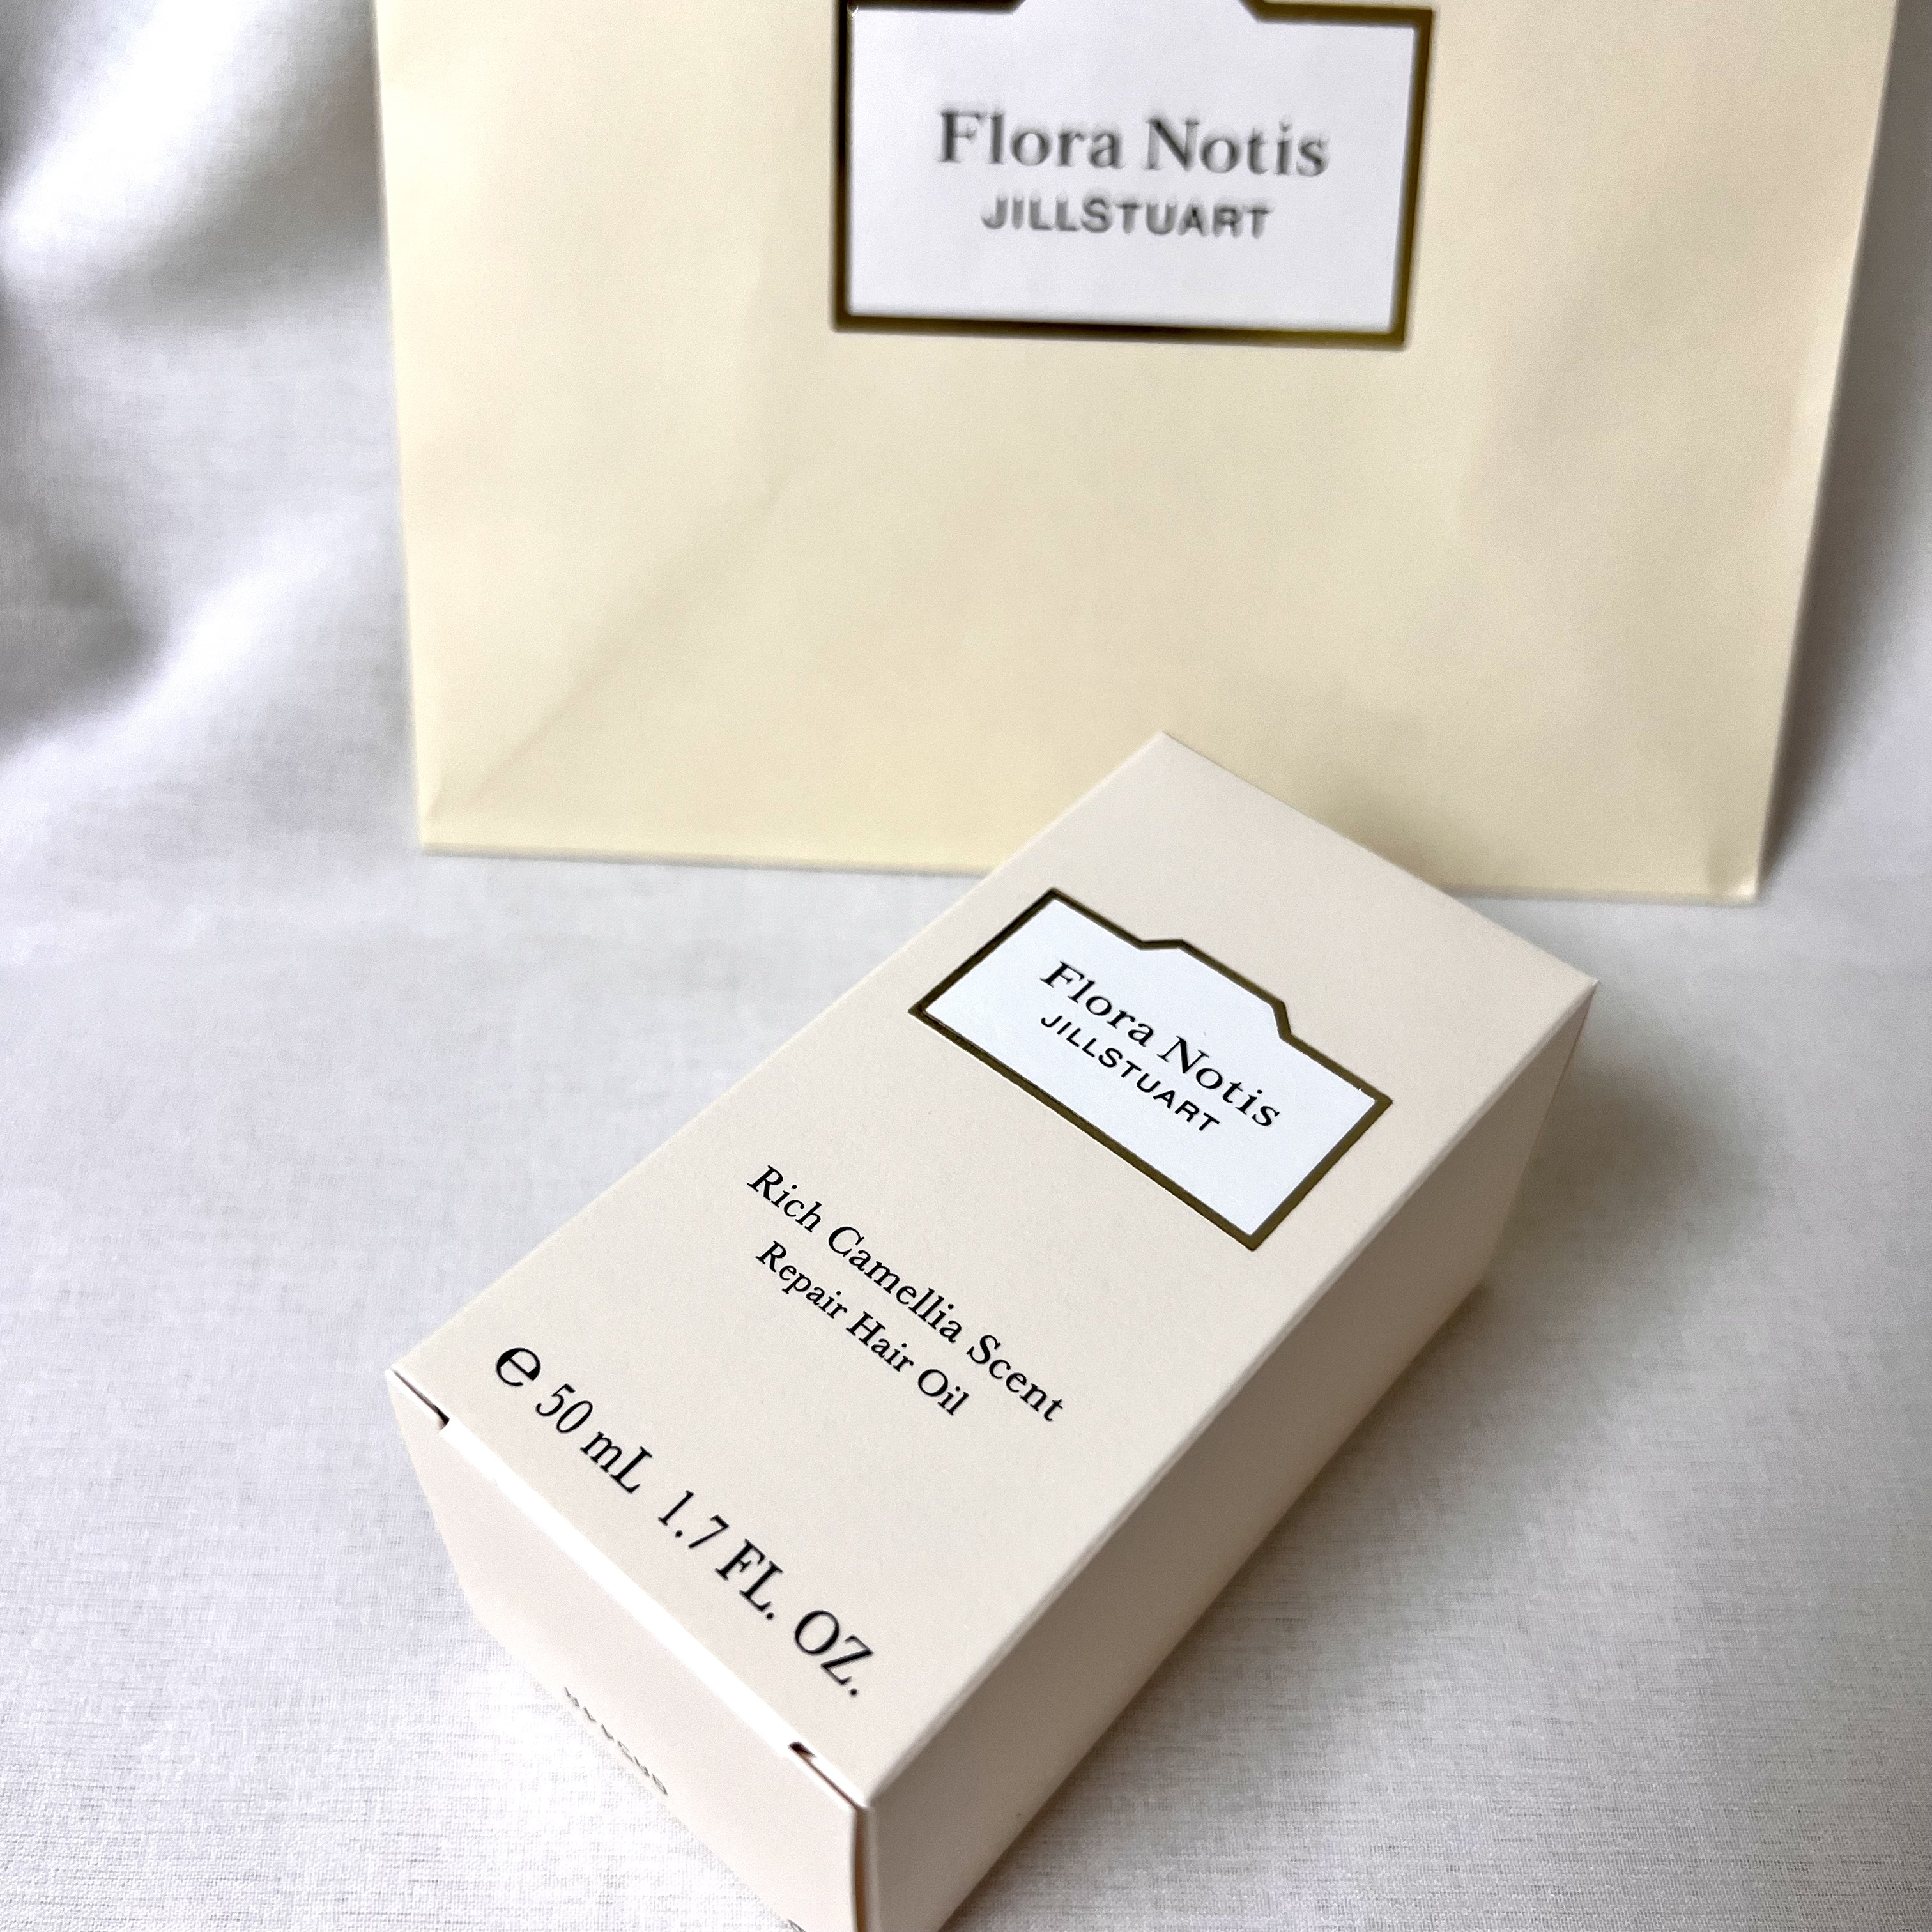 Flora Notis
JILLSTUART
Flora Notis
JILLSTUART
Rich Camellia Scent
Repair Hair Oil
℮ 50 mL 1.7 FL. OZ.